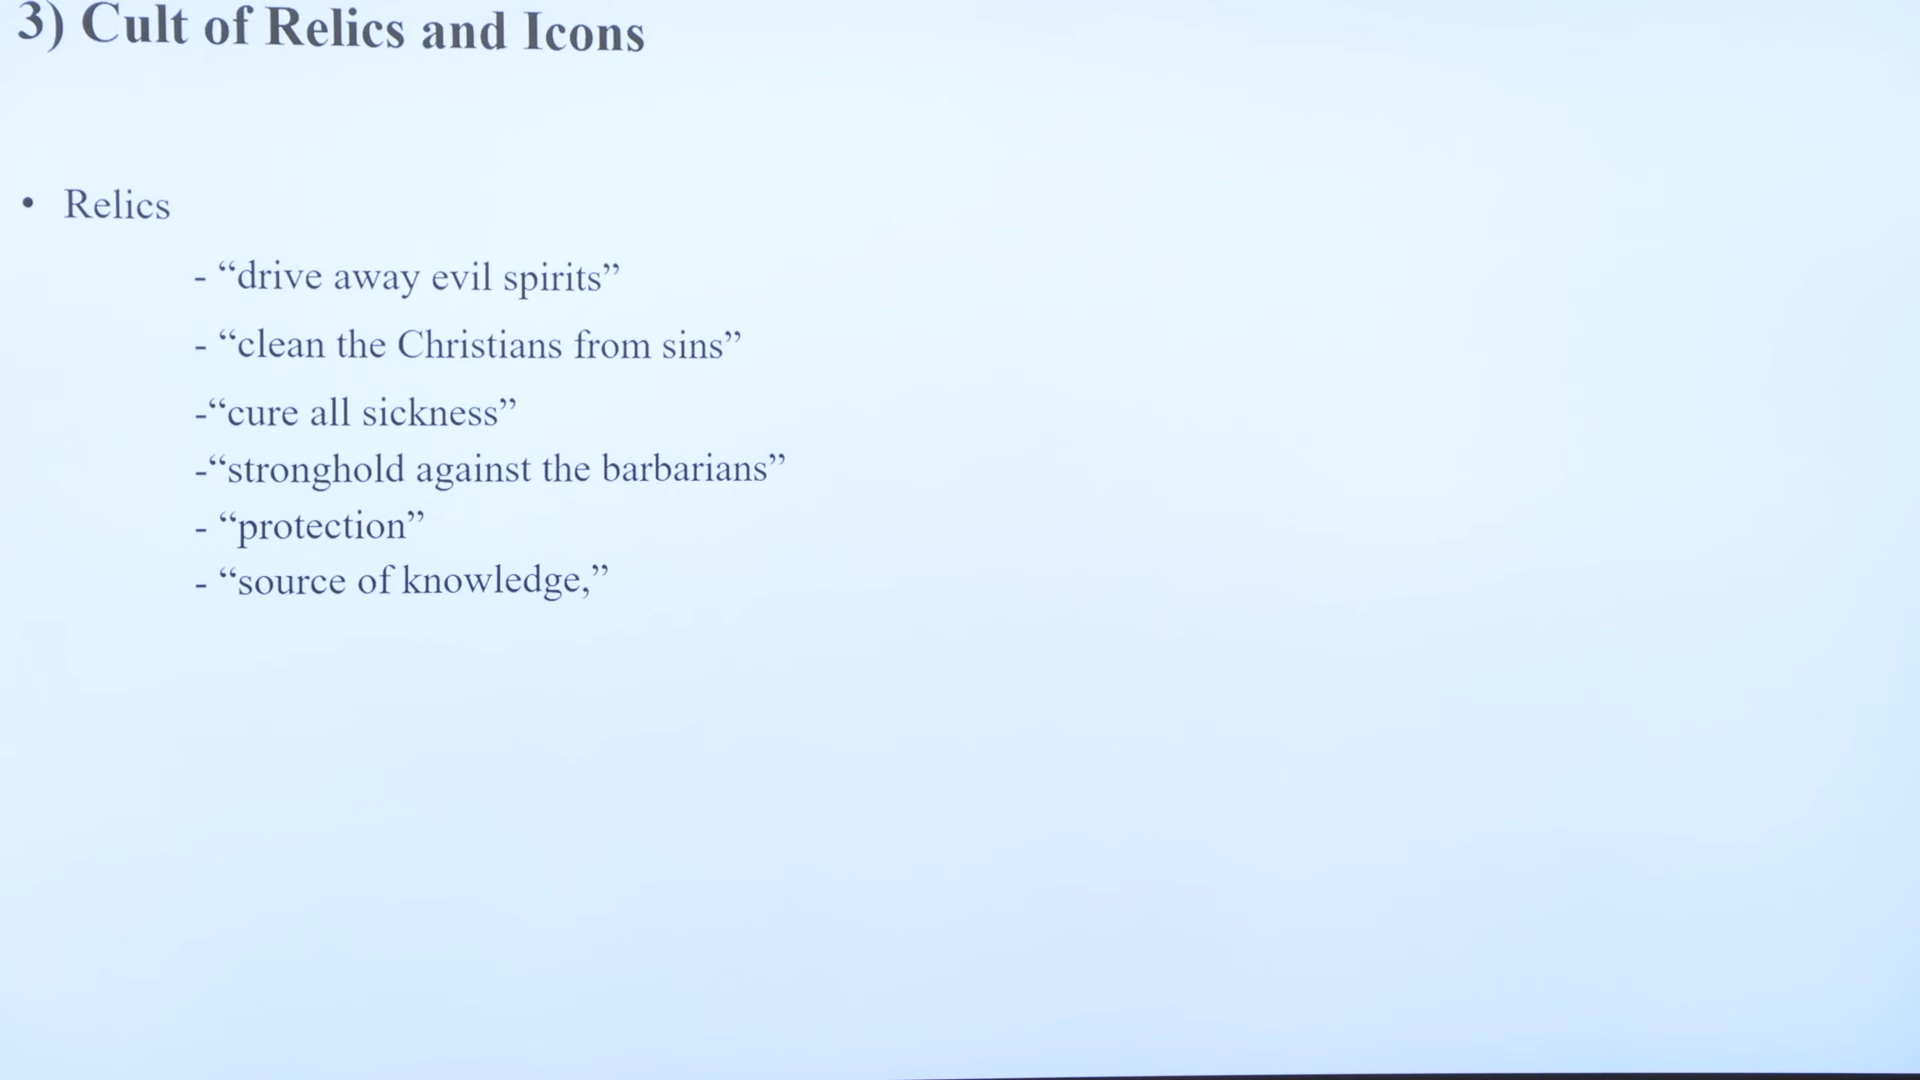 3) Cult of Relics and Icons
• Relics
- “drive away evil spirits”
- “clean the Christians from sins”
-“cure all sickness”
-“stronghold against the barbarians”
- “protection”
- “source of knowledge,”